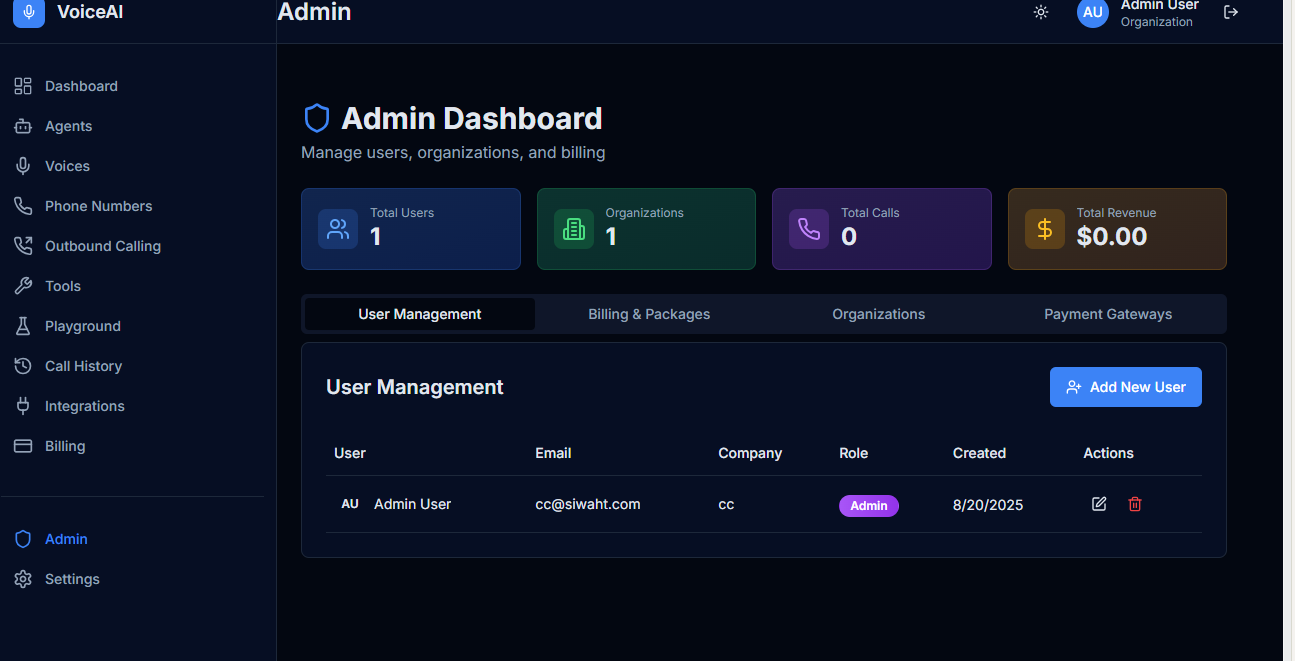 VoiceAI
Admin
AU
Admin User
Organization
Dashboard
Agents
Voices
Phone Numbers
Outbound Calling
Tools
Playground
Call History
Integrations
Billing
Admin
Settings
Admin Dashboard
Manage users, organizations, and billing
Total Users
1
Organizations
1
Total Calls
0
Total Revenue
$0.00
User Management Billing & Packages Organizations Payment Gateways
User Management
Add New User
User Email Company Role Created Actions
AU Admin User cc@siwaht.com cc Admin 8/20/2025